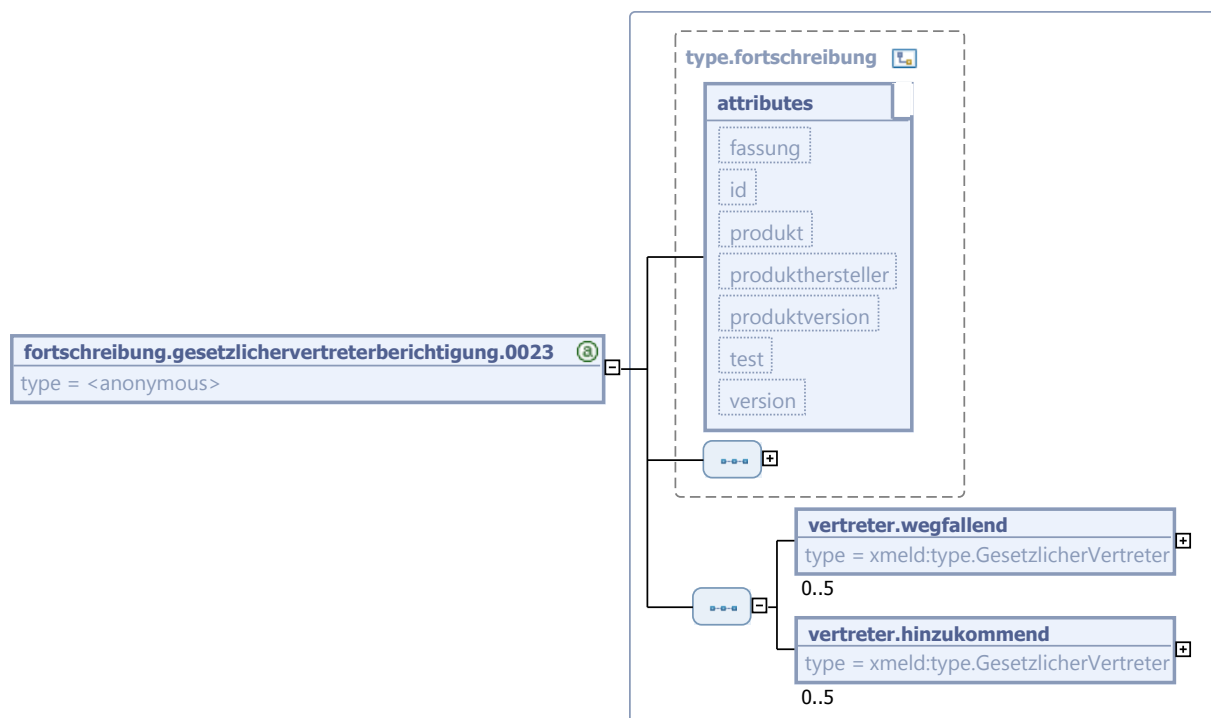 type.fortschreibung
attributes
fassung
id
produkt
produkthersteller
produktversion
test
version
fortschreibung.gesetzlichervertreterberichtigung.0023 a
type = <anonymous>
vertreter.wegfallend
type = xmeld:type.GesetzlicherVertreter
0..5
vertreter.hinzukommend
type = xmeld:type.GesetzlicherVertreter
0..5